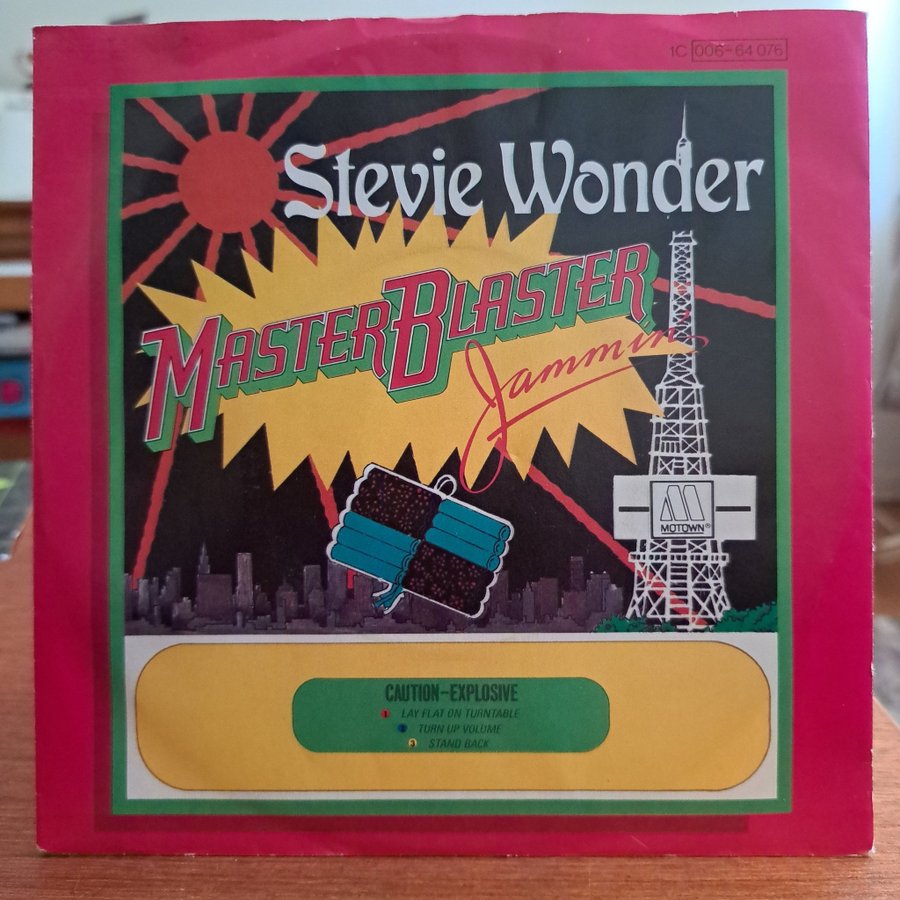 1C 006-64 076
Stevie Wonder
MASTER BLASTER
Jammin'
MOTOWN®
CAUTION-EXPLOSIVE
1 LAY FLAT ON TURNTABLE
2 TURN UP VOLUME
3 STAND BACK